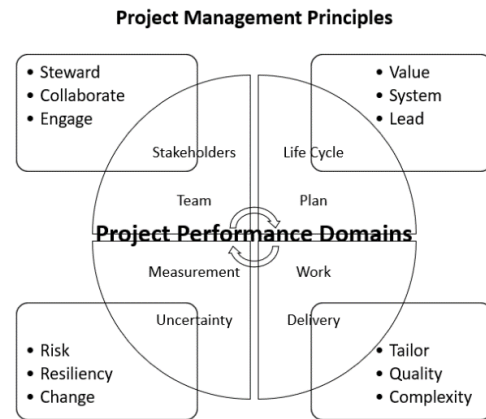 Project Management Principles
• Steward
• Collaborate
• Engage
• Value
• System
• Lead
Stakeholders
Life Cycle
Team
Plan
Project Performance Domains
Measurement
Work
Uncertainty
Delivery
• Risk
• Resiliency
• Change
• Tailor
• Quality
• Complexity